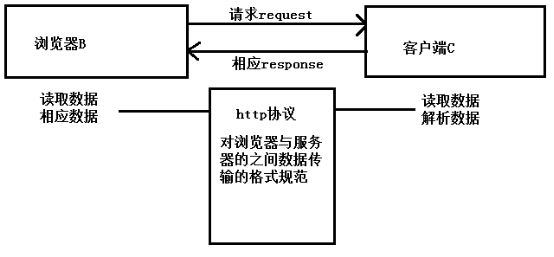 请求request
浏览器B
客户端C
相应response
读取数据
相应数据
http协议
对浏览器与服务
器的之间数据传
输的格式规范
读取数据
解析数据